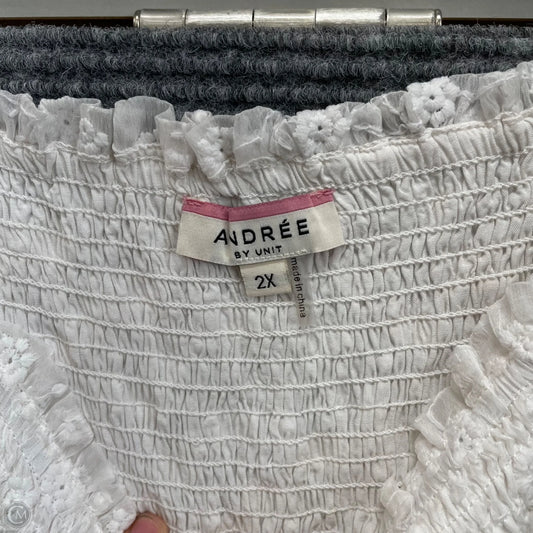 ANDRÉE
BY UNIT
2X
made in china